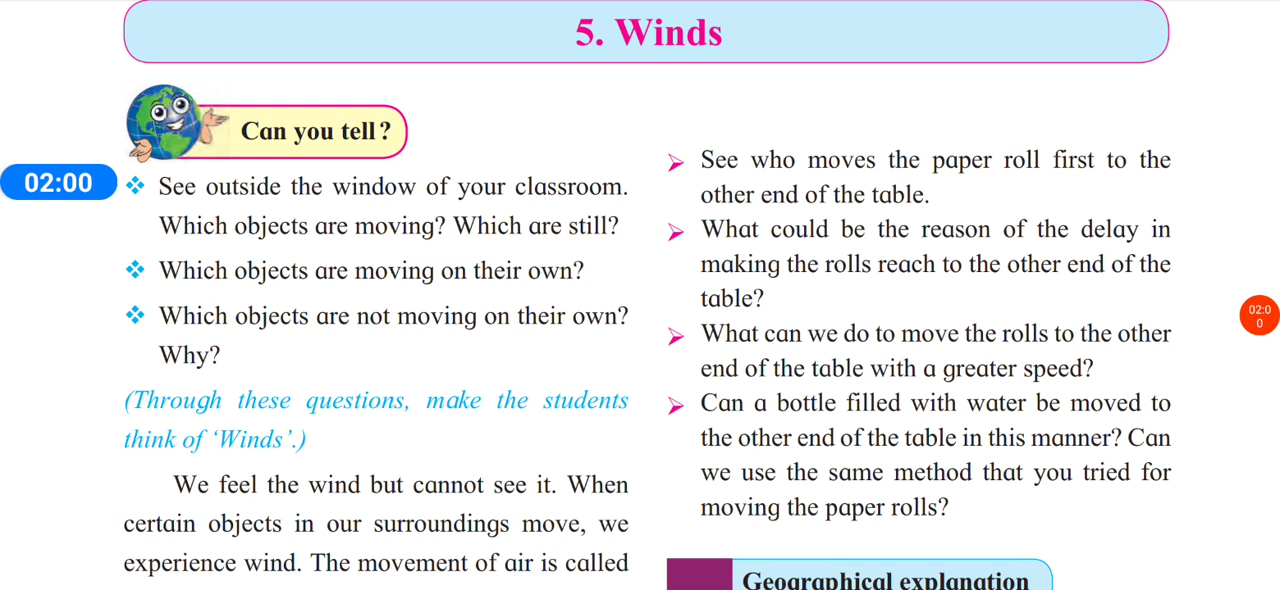 5. Winds
Can you tell?
02:00
See outside the window of your classroom.
Which objects are moving? Which are still?
Which objects are moving on their own?
Which objects are not moving on their own?
Why?
(Through these questions, make the students
think of ‘Winds’.)
We feel the wind but cannot see it. When
certain objects in our surroundings move, we
experience wind. The movement of air is called
See who moves the paper roll first to the
other end of the table.
What could be the reason of the delay in
making the rolls reach to the other end of the
table?
What can we do to move the rolls to the other
end of the table with a greater speed?
Can a bottle filled with water be moved to
the other end of the table in this manner? Can
we use the same method that you tried for
moving the paper rolls?
Geographical explanation
02:0
0